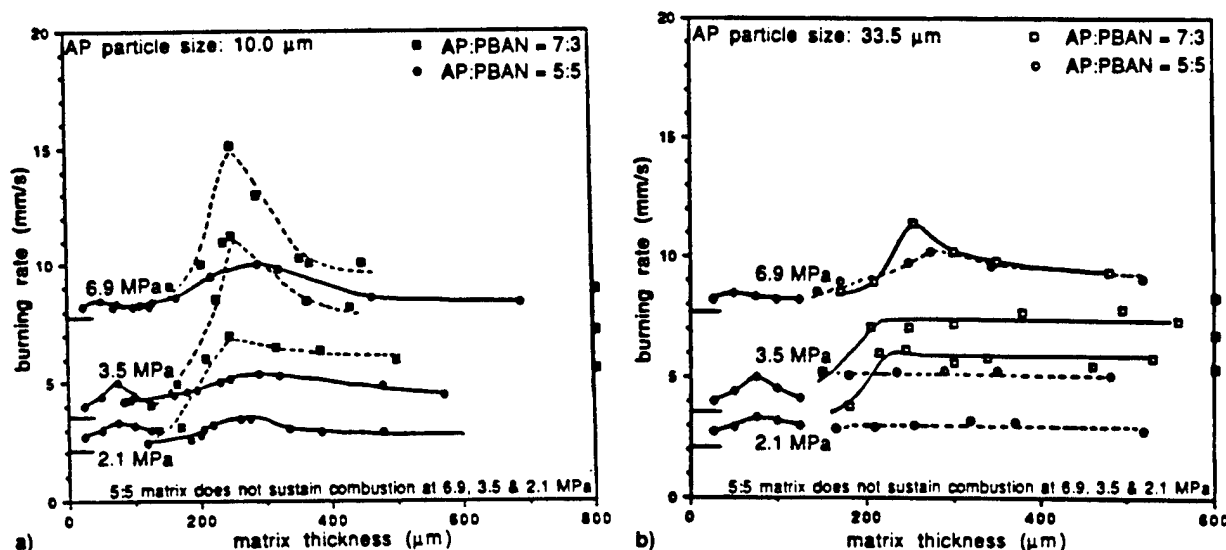 20
AP particle size: 10.0 µm
AP:PBAN = 7:3
AP:PBAN = 5:5
15
10
5
0
burning rate (mm/s)
6.9 MPa
3.5 MPa
2.1 MPa
5:5 matrix does not sustain combustion at 6.9, 3.5 & 2.1 MPa
0
200
400
600
800
matrix thickness (µm)
a)
20
AP particle size: 33.5 µm
AP:PBAN = 7:3
AP:PBAN = 5:5
15
10
5
0
burning rate (mm/s)
6.9 MPa
3.5 MPa
2.1 MPa
5:5 matrix does not sustain combustion at 6.9, 3.5 & 2.1 MPa
0
200
400
600
matrix thickness (µm)
b)